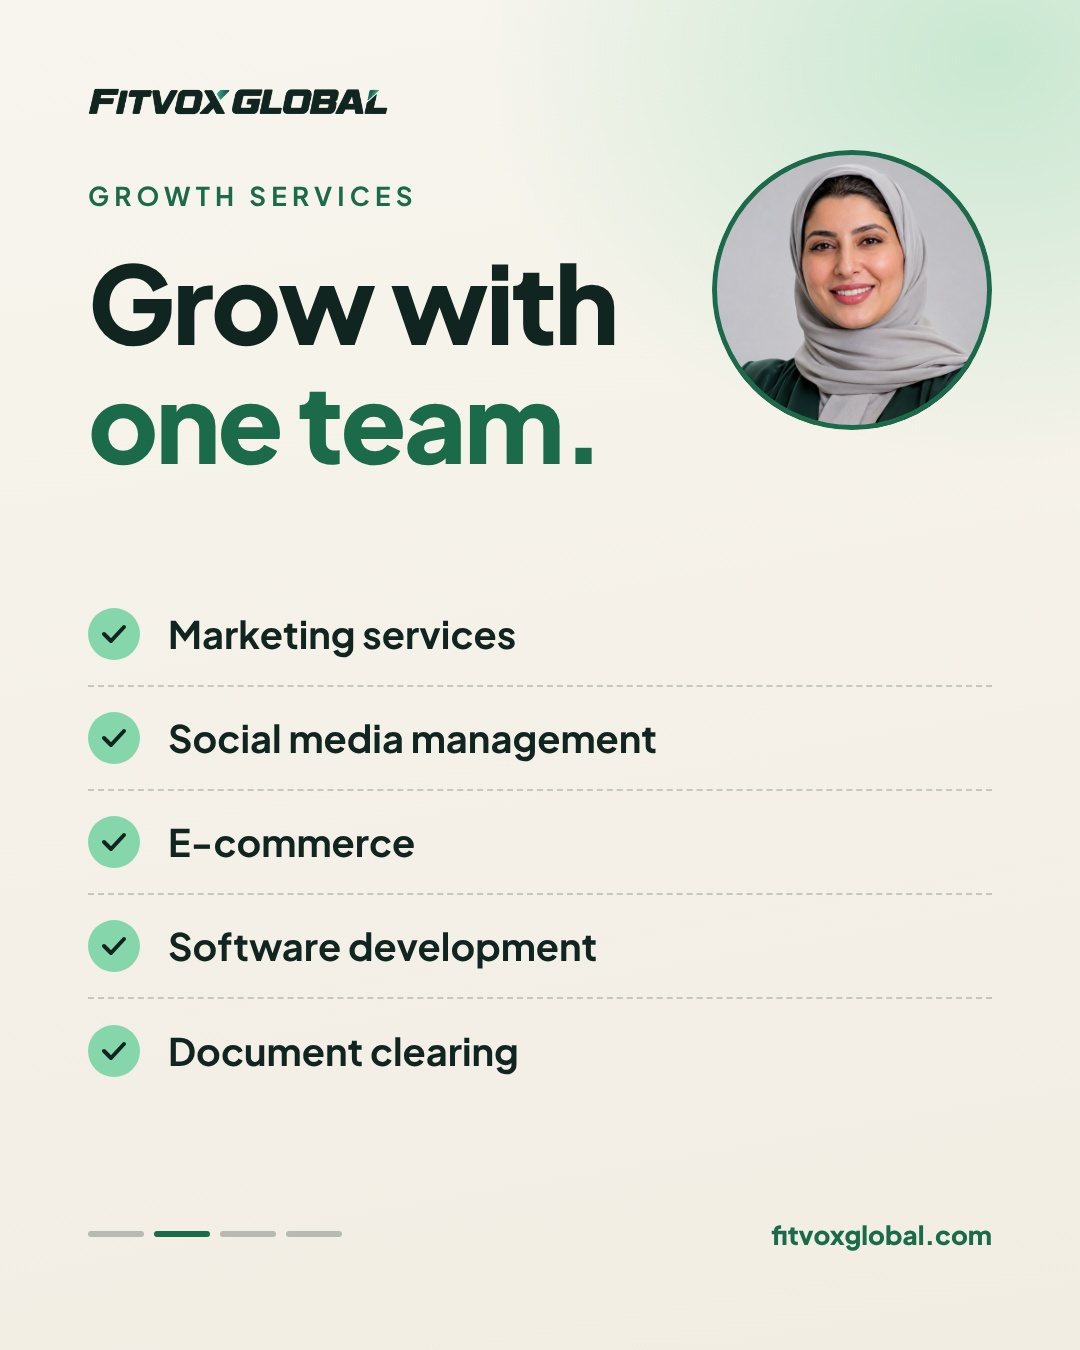 FITVOX GLOBAL
GROWTH SERVICES
Grow with
one team.
Marketing services
Social media management
E-commerce
Software development
Document clearing
fitvoxglobal.com